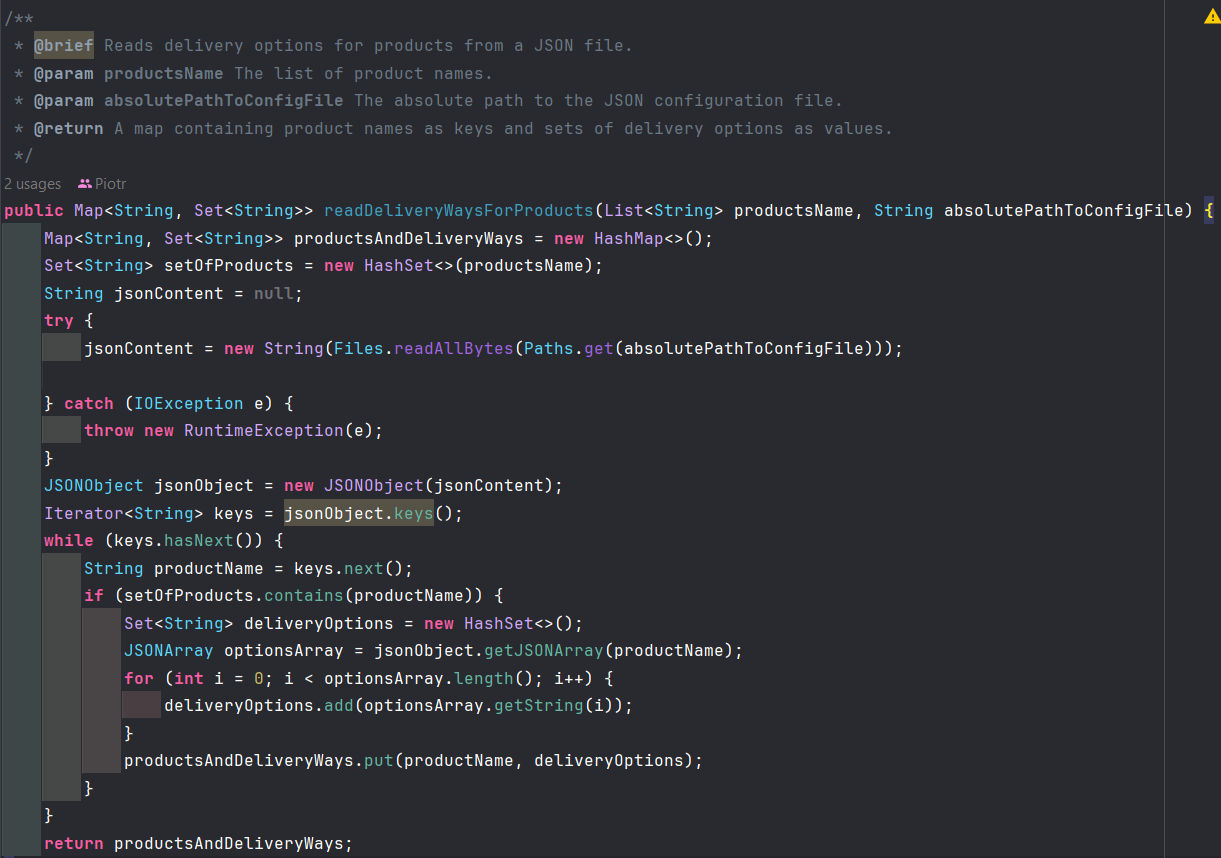 /**
 * @brief Reads delivery options for products from a JSON file.
 * @param productsName The list of product names.
 * @param absolutePathToConfigFile The absolute path to the JSON configuration file.
 * @return A map containing product names as keys and sets of delivery options as values.
 */
2 usages Piotr
public Map<String, Set<String>> readDeliveryWaysForProducts(List<String> productsName, String absolutePathToConfigFile) {
    Map<String, Set<String>> productsAndDeliveryWays = new HashMap<>();
    Set<String> setOfProducts = new HashSet<>(productsName);
    String jsonContent = null;
    try {
        jsonContent = new String(Files.readAllBytes(Paths.get(absolutePathToConfigFile)));
    } catch (IOException e) {
        throw new RuntimeException(e);
    }
    JSONObject jsonObject = new JSONObject(jsonContent);
    Iterator<String> keys = jsonObject.keys();
    while (keys.hasNext()) {
        String productName = keys.next();
        if (setOfProducts.contains(productName)) {
            Set<String> deliveryOptions = new HashSet<>();
            JSONArray optionsArray = jsonObject.getJSONArray(productName);
            for (int i = 0; i < optionsArray.length(); i++) {
                deliveryOptions.add(optionsArray.getString(i));
            }
            productsAndDeliveryWays.put(productName, deliveryOptions);
        }
    }
    return productsAndDeliveryWays;